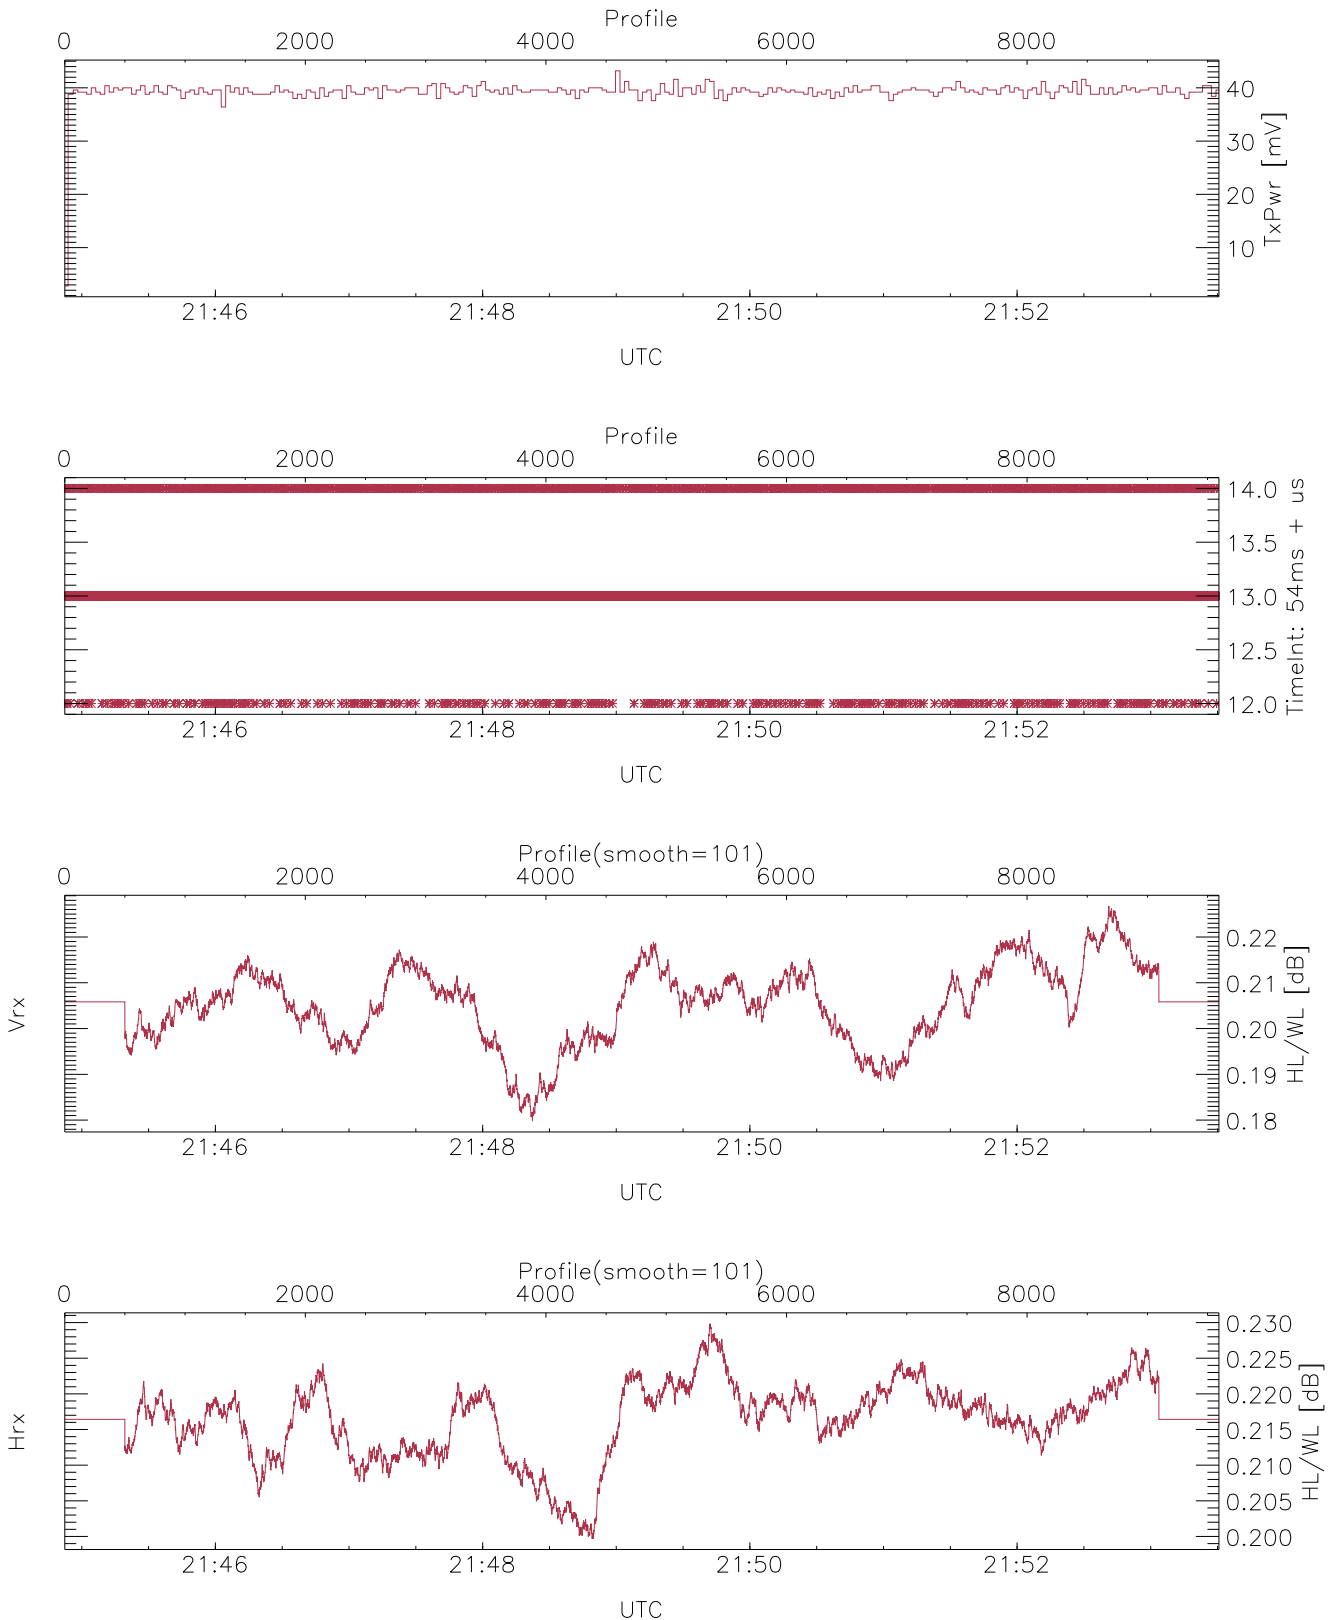 Profile
0 2000 4000 6000 8000
40
30
20
10
TxPwr [mV]
21:46 21:48 21:50 21:52
UTC
Profile
0 2000 4000 6000 8000
14.0
13.5
13.0
12.5
12.0
TimeInt: 54ms + us
21:46 21:48 21:50 21:52
UTC
Profile(smooth=101)
0 2000 4000 6000 8000
Vrx
0.22
0.21
0.20
0.19
0.18
HL/WL [dB]
21:46 21:48 21:50 21:52
UTC
Profile(smooth=101)
0 2000 4000 6000 8000
Hrx
0.230
0.225
0.220
0.215
0.210
0.205
0.200
HL/WL [dB]
21:46 21:48 21:50 21:52
UTC